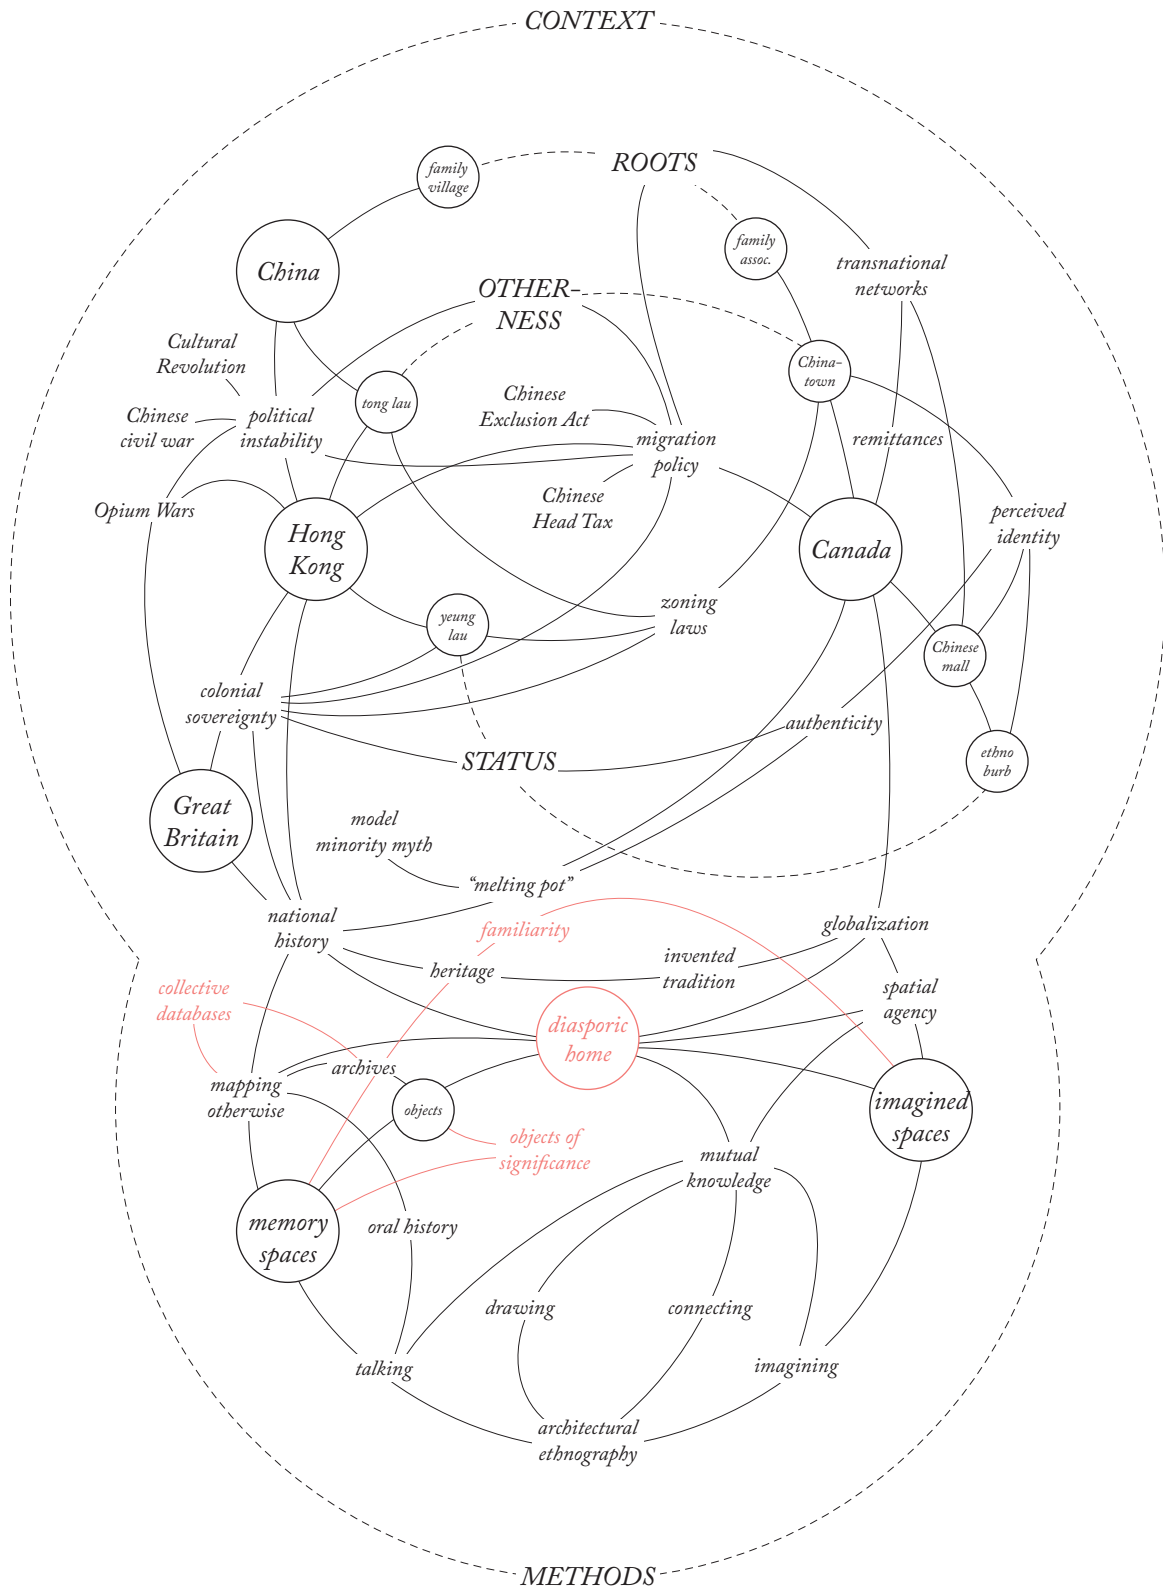 CONTEXT
family
village
ROOTS
family
assoc.
China
transnational
networks
OTHER-
NESS
Cultural
Revolution
China-
town
tong lau
Chinese
Exclusion Act
Chinese
civil war
political
instability
migration
policy
remittances
Chinese
Head Tax
Opium Wars
perceived
identity
Hong
Kong
Canada
zoning
laws
yeung
lau
Chinese
mall
colonial
sovereignty
authenticity
STATUS
ethno
burb
Great
Britain
model
minority myth
“melting pot”
national
history
familiarity
globalization
heritage
invented
tradition
collective
databases
spatial
agency
diasporic
home
archives
mapping
otherwise
objects
imagined
spaces
objects of
significance
mutual
knowledge
memory
spaces
oral history
drawing
connecting
talking
imagining
architectural
ethnography
METHODS